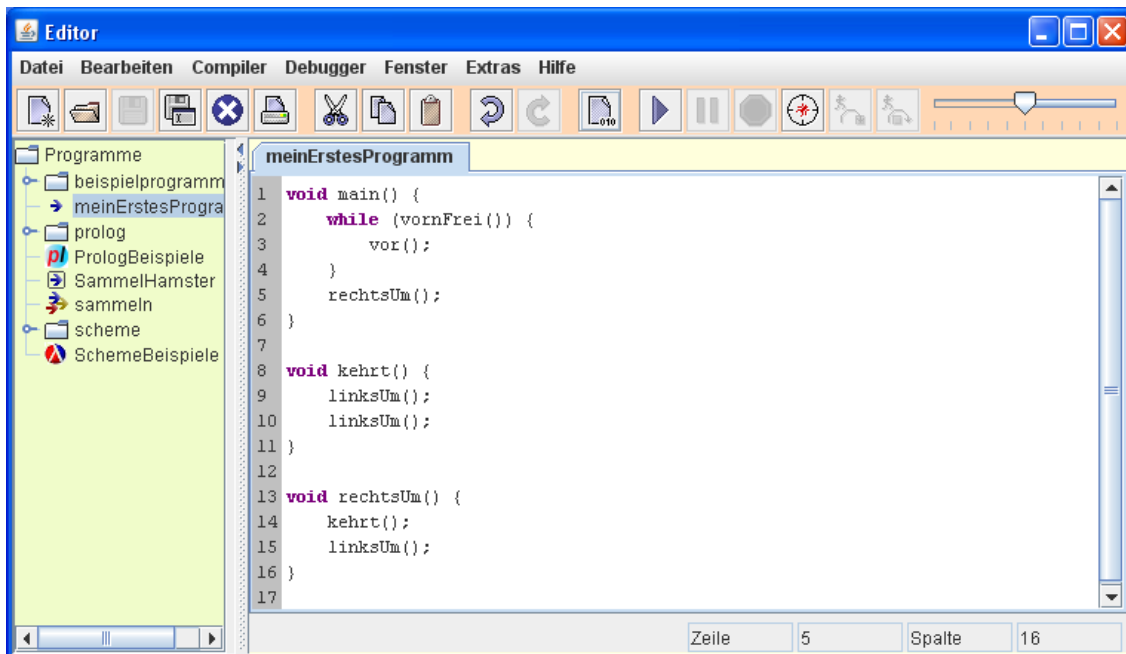 Editor
Datei Bearbeiten Compiler Debugger Fenster Extras Hilfe
Programme
beispielprogramm
meinErstesProgra
prolog
PrologBeispiele
SammelHamster
sammeln
scheme
SchemeBeispiele
meinErstesProgramm
1 void main() {
2 while (vornFrei()) {
3 vor();
4 }
5 rechtsUm();
6 }
7
8 void kehrt() {
9 linksUm();
10 linksUm();
11 }
12
13 void rechtsUm() {
14 kehrt();
15 linksUm();
16 }
17
Zeile 5 Spalte 16